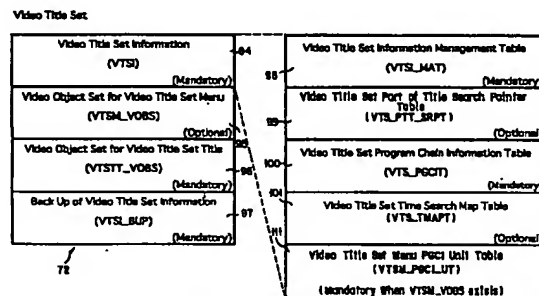 Video Title Set
Video Title Set Information
(VTSI)
(Mandatory)
94
Video Object Set for Video Title Set Menu
(VTSM_VOBS)
(Optional)
95
Video Object Set for Video Title Set Title
(VTSTT_VOBS)
(Mandatory)
96
Back Up of Video Title Set Information
(VTSI_BUP)
(Mandatory)
97
72
Video Title Set Information Management Table
(VTSI_MAT)
(Mandatory)
98
Video Title Set Part of Title Search Pointer
Table
(VTS_PTT_SRPT)
(Optional)
99
Video Title Set Program Chain Information Table
(VTS_PGCIT)
(Mandatory)
100
Video Title Set Time Search Map Table
(VTS_TMAPT)
(Optional)
101
Video Title Set Menu PGCI Unit Table
(VTSM_PGCI_UT)
(Mandatory When VTSM_VOBS exists)
111